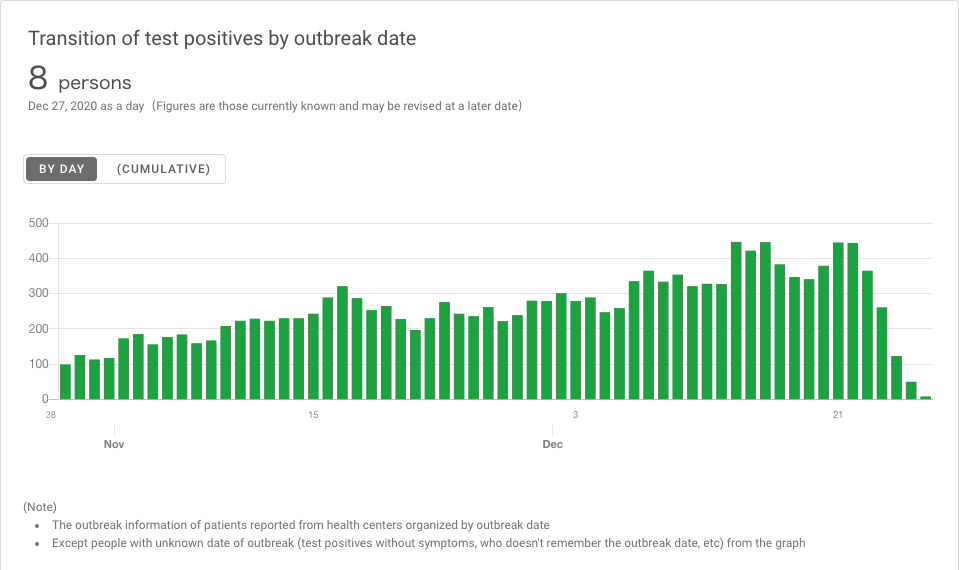 Transition of test positives by outbreak date
8 persons
Dec 27, 2020 as a day（Figures are those currently known and may be revised at a later date）
BY DAY (CUMULATIVE)
500
400
300
200
100
0
28 15 3 21
Nov Dec
(Note)
• The outbreak information of patients reported from health centers organized by outbreak date
• Except people with unknown date of outbreak (test positives without symptoms, who doesn't remember the outbreak date, etc) from the graph